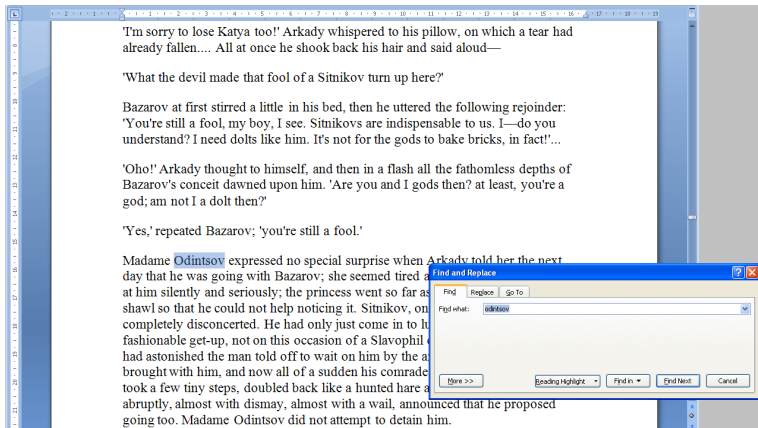 'I'm sorry to lose Katya too!' Arkady whispered to his pillow, on which a tear had
already fallen.... All at once he shook back his hair and said aloud—
'What the devil made that fool of a Sitnikov turn up here?'
Bazarov at first stirred a little in his bed, then he uttered the following rejoinder:
'You're still a fool, my boy, I see. Sitnikovs are indispensable to us. I—do you
understand? I need dolts like him. It's not for the gods to bake bricks, in fact!'...
'Oho!' Arkady thought to himself, and then in a flash all the fathomless depths of
Bazarov's conceit dawned upon him. 'Are you and I gods then? at least, you're a
god; am not I a dolt then?'
'Yes,' repeated Bazarov; 'you're still a fool.'
Madame Odintsov expressed no special surprise when Arkady told her the next
day that he was going with Bazarov; she seemed tired
at him silently and seriously; the princess went so far as
shawl so that he could not help noticing it. Sitnikov, on
completely disconcerted. He had only just come in to
fashionable get-up, not on this occasion of a Slavophil
had astonished the man told off to wait on him by the
brought with him, and now all of a sudden his comrade
took a few tiny steps, doubled back like a hunted hare
abruptly, almost with dismay, almost with a wail, announced that he proposed
going too. Madame Odintsov did not attempt to detain him.
Find and Replace
Find Replace Go To
Find what: odintsov
More >> Reading Highlight Find in Find Next Cancel